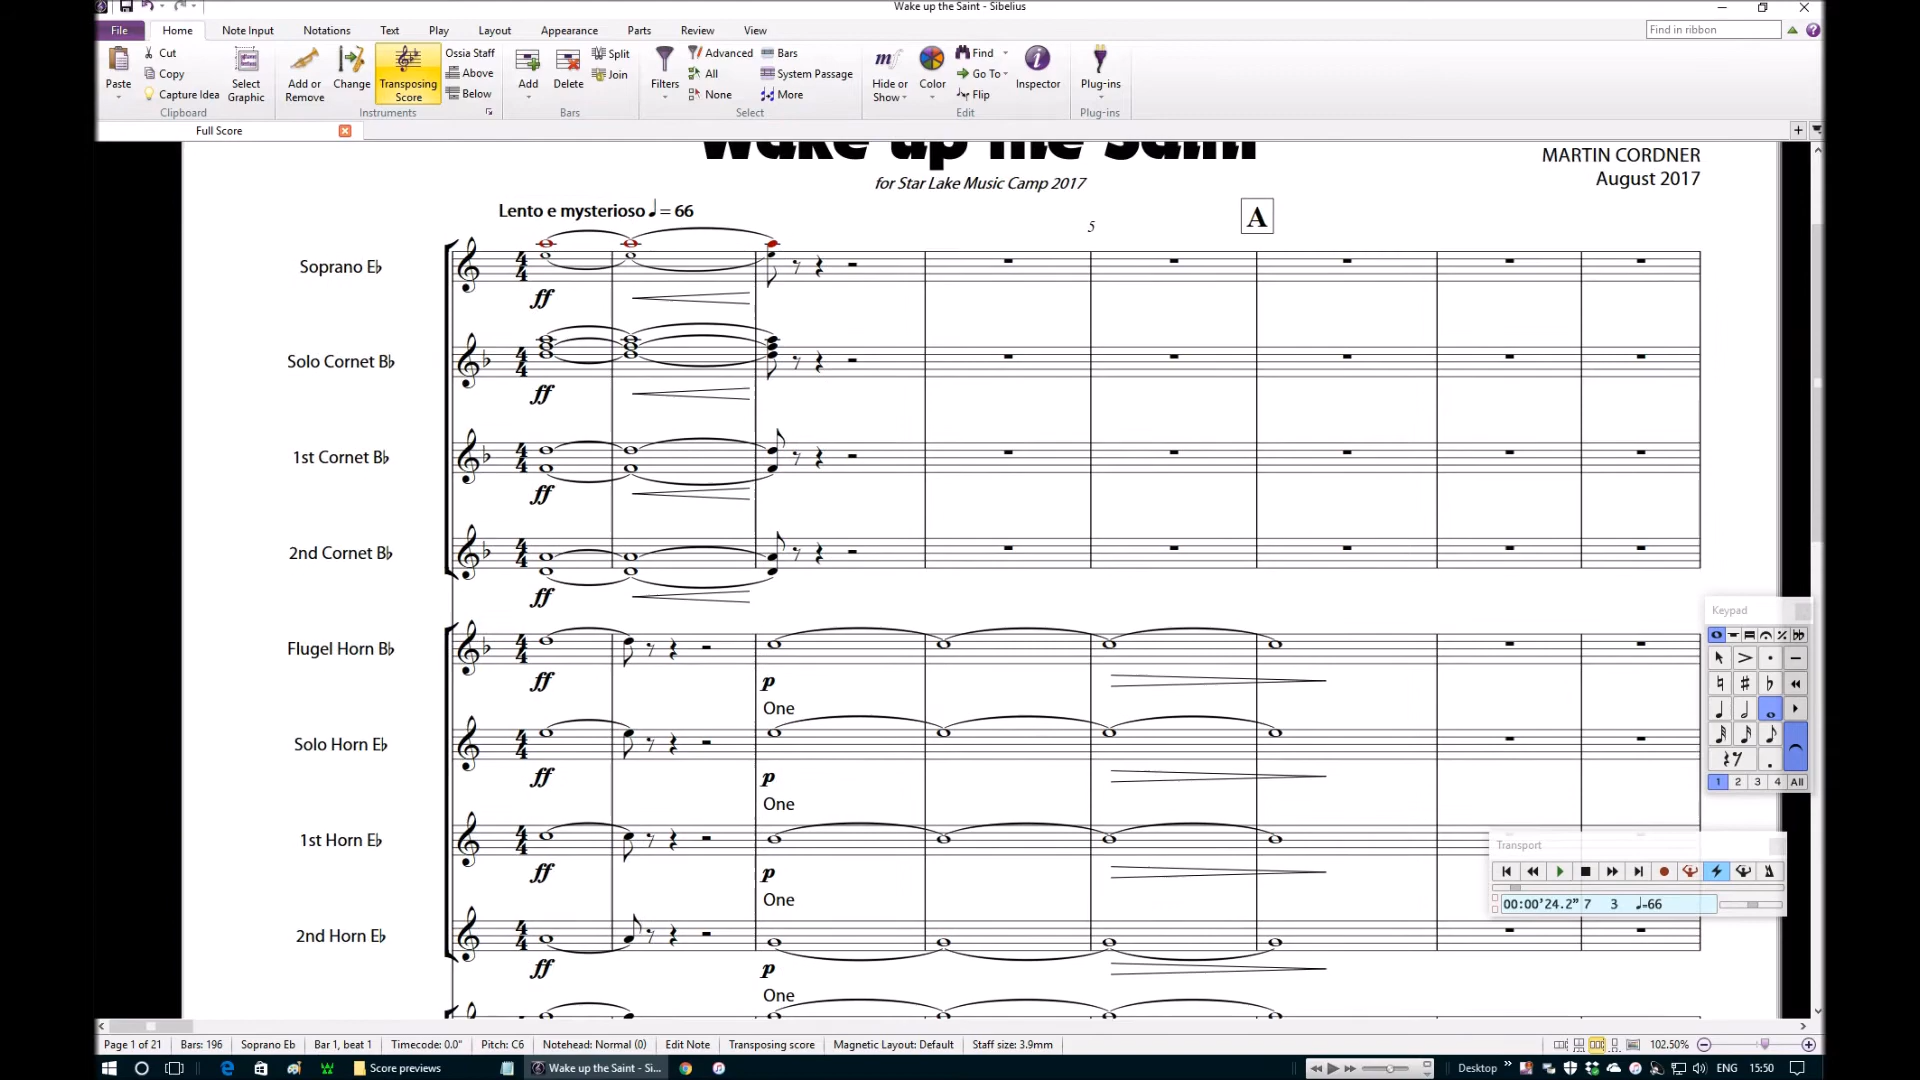 Wake up the Saint - Sibelius
File Home Note Input Notations Text Play Layout Appearance Parts Review View Find in ribbon
Paste Cut Copy Capture Idea Select Graphic
Add or Remove Change Transposing Score Ossia Staff Above Below
Add Delete Split Join
Filters Advanced All None Bars System Passage More
Hide or Show Color Find Go To Flip Inspector
Plug-ins
Clipboard Instruments Bars Select Edit Plug-ins
Full Score
Wake up the Saint
MARTIN CORDNER
for Star Lake Music Camp 2017
August 2017
Lento e mysterioso ♩= 66
5
A
Soprano E♭
ff
Solo Cornet B♭
ff
1st Cornet B♭
ff
2nd Cornet B♭
ff
Flugel Horn B♭
ff p
One
Solo Horn E♭
ff p
One
1st Horn E♭
ff p
One
2nd Horn E♭
ff p
One
Keypad
1 2 3 4 All
Transport
00:00'24.2" 7 3 ♩=66
Page 1 of 21 Bars: 196 Soprano Eb Bar 1, beat 1 Timecode: 0.0" Pitch: C6 Notehead: Normal (0) Edit Note Transposing score Magnetic Layout: Default Staff size: 3.9mm 102.50%
Score previews Wake up the Saint - Si... Desktop ENG 15:50